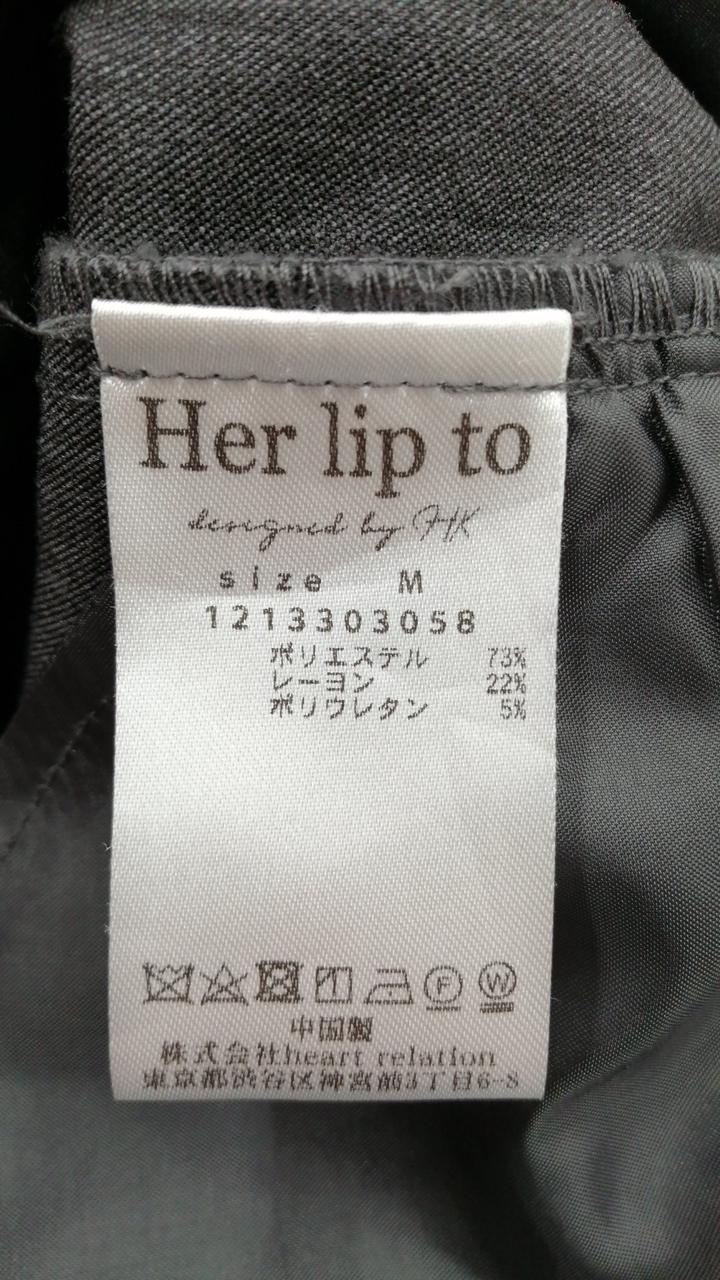 Her lip to
designed by HK
size M
1213303058
ポリエステル 73%
レーヨン 22%
ポリウレタン 5%
F W
中国製
株式会社heart relation
東京都渋谷区神宮前3丁目6-8